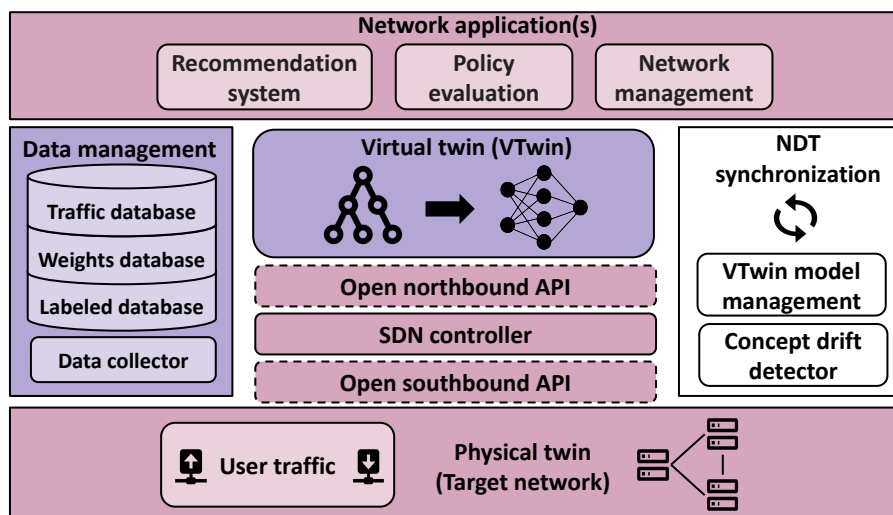 Network application(s)
Recommendation
system
Policy
evaluation
Network
management
Data management
Traffic database
Weights database
Labeled database
Data collector
Virtual twin (VTwin)
Open northbound API
SDN controller
Open southbound API
NDT
synchronization
VTwin model
management
Concept drift
detector
User traffic
Physical twin
(Target network)